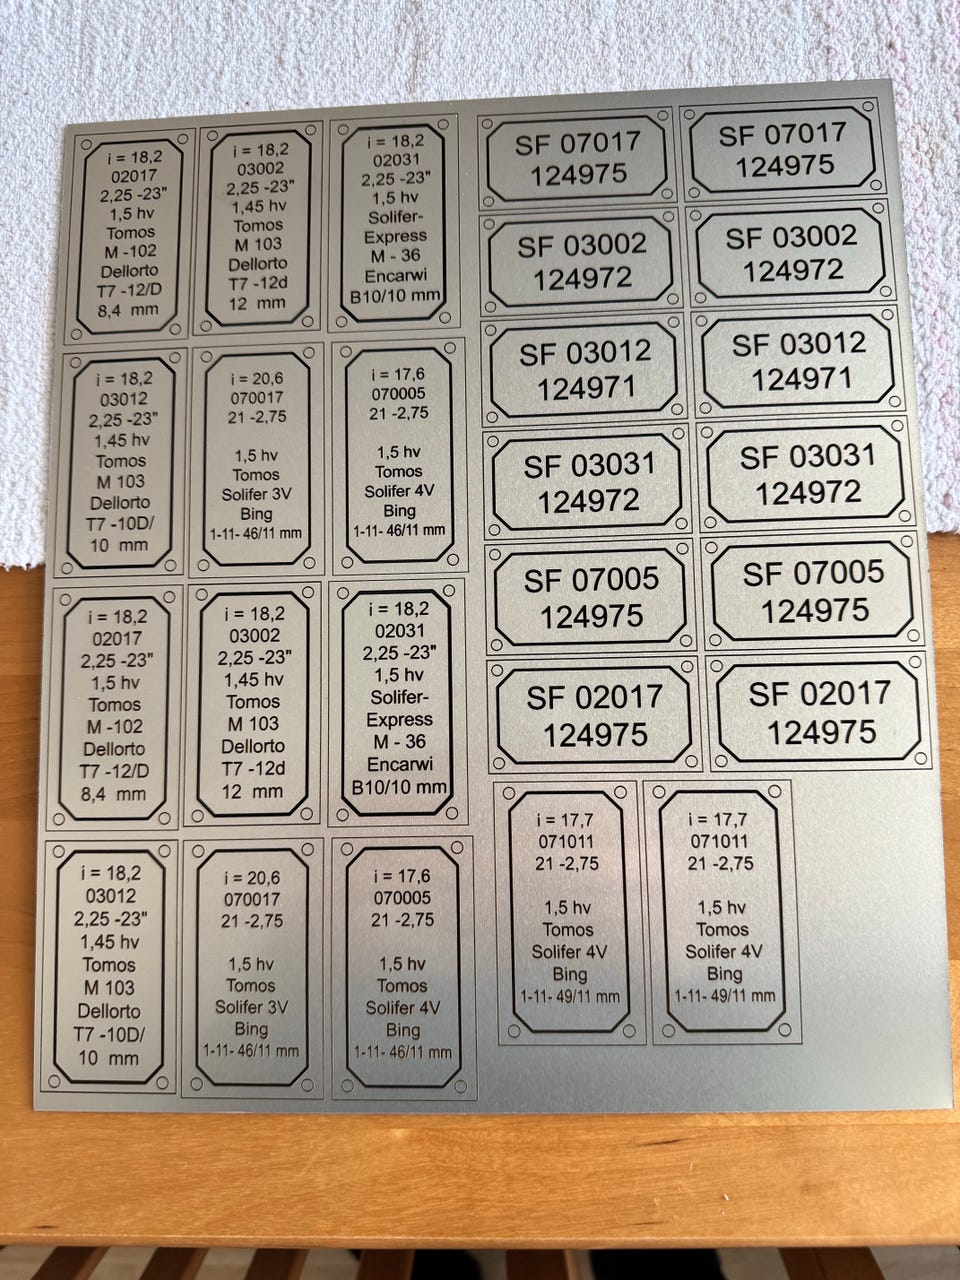 i = 18,2
02017
2,25 -23"
1,5 hv
Tomos
M -102
Dellorto
T7 -12/D
8,4 mm
i = 18,2
03002
2,25 -23"
1,45 hv
Tomos
M 103
Dellorto
T7 -12d
12 mm
i = 18,2
02031
2,25 -23"
1,5 hv
Solifer-
Express
M - 36
Encarwi
B10/10 mm
SF 07017
124975
SF 07017
124975
SF 03002
124972
SF 03002
124972
SF 03012
124971
SF 03012
124971
SF 03031
124972
SF 03031
124972
SF 07005
124975
SF 07005
124975
SF 02017
124975
SF 02017
124975
i = 18,2
03012
2,25 -23"
1,45 hv
Tomos
M 103
Dellorto
T7 -10D/
10 mm
i = 20,6
070017
21 -2,75
1,5 hv
Tomos
Solifer 3V
Bing
1-11- 46/11 mm
i = 17,6
070005
21 -2,75
1,5 hv
Tomos
Solifer 4V
Bing
1-11- 46/11 mm
i = 18,2
02017
2,25 -23"
1,5 hv
Tomos
M -102
Dellorto
T7 -12/D
8,4 mm
i = 18,2
03002
2,25 -23"
1,45 hv
Tomos
M 103
Dellorto
T7 -12d
12 mm
i = 18,2
02031
2,25 -23"
1,5 hv
Solifer-
Express
M - 36
Encarwi
B10/10 mm
i = 18,2
03012
2,25 -23"
1,45 hv
Tomos
M 103
Dellorto
T7 -10D/
10 mm
i = 20,6
070017
21 -2,75
1,5 hv
Tomos
Solifer 3V
Bing
1-11- 46/11 mm
i = 17,6
070005
21 -2,75
1,5 hv
Tomos
Solifer 4V
Bing
1-11- 46/11 mm
i = 17,7
071011
21 -2,75
1,5 hv
Tomos
Solifer 4V
Bing
1-11- 49/11 mm
i = 17,7
071011
21 -2,75
1,5 hv
Tomos
Solifer 4V
Bing
1-11- 49/11 mm